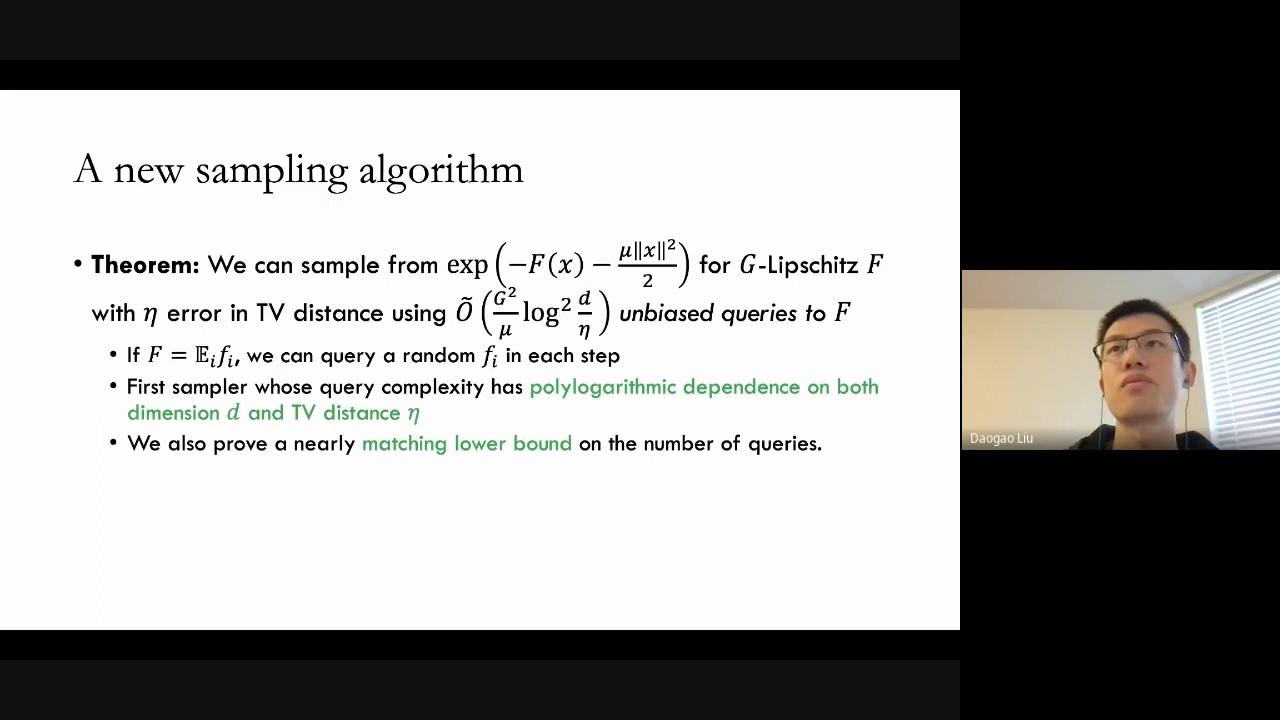 A new sampling algorithm
• Theorem: We can sample from exp(−F(x) − μ‖x‖²/2) for G-Lipschitz F
with η error in TV distance using Õ(G²/μ log² d/η) unbiased queries to F
• If F = 𝔼ᵢfᵢ, we can query a random fᵢ in each step
• First sampler whose query complexity has polylogarithmic dependence on both
dimension d and TV distance η
• We also prove a nearly matching lower bound on the number of queries.
Daogao Liu